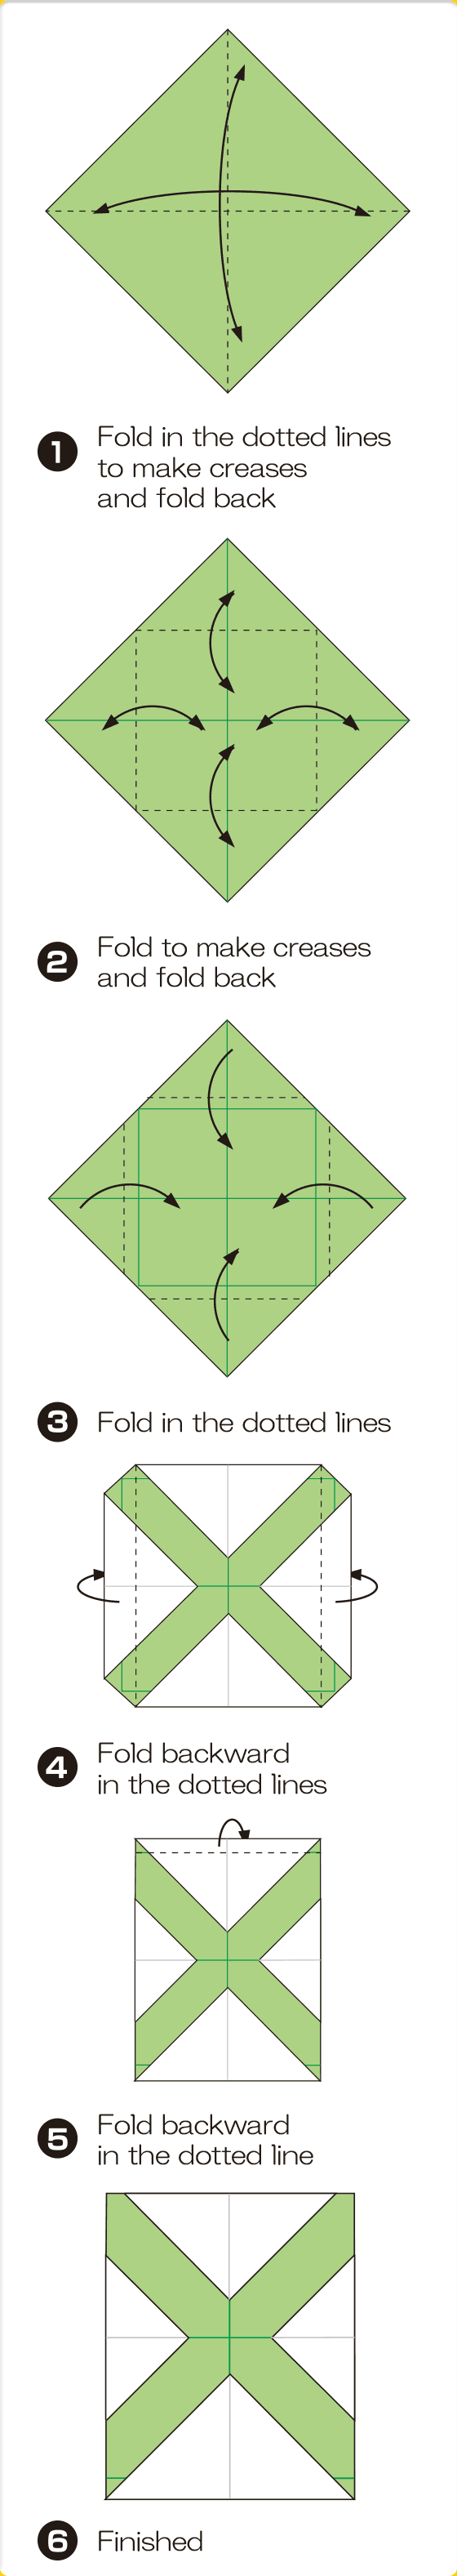 1 Fold in the dotted lines
to make creases
and fold back
2 Fold to make creases
and fold back
3 Fold in the dotted lines
4 Fold backward
in the dotted lines
5 Fold backward
in the dotted line
6 Finished